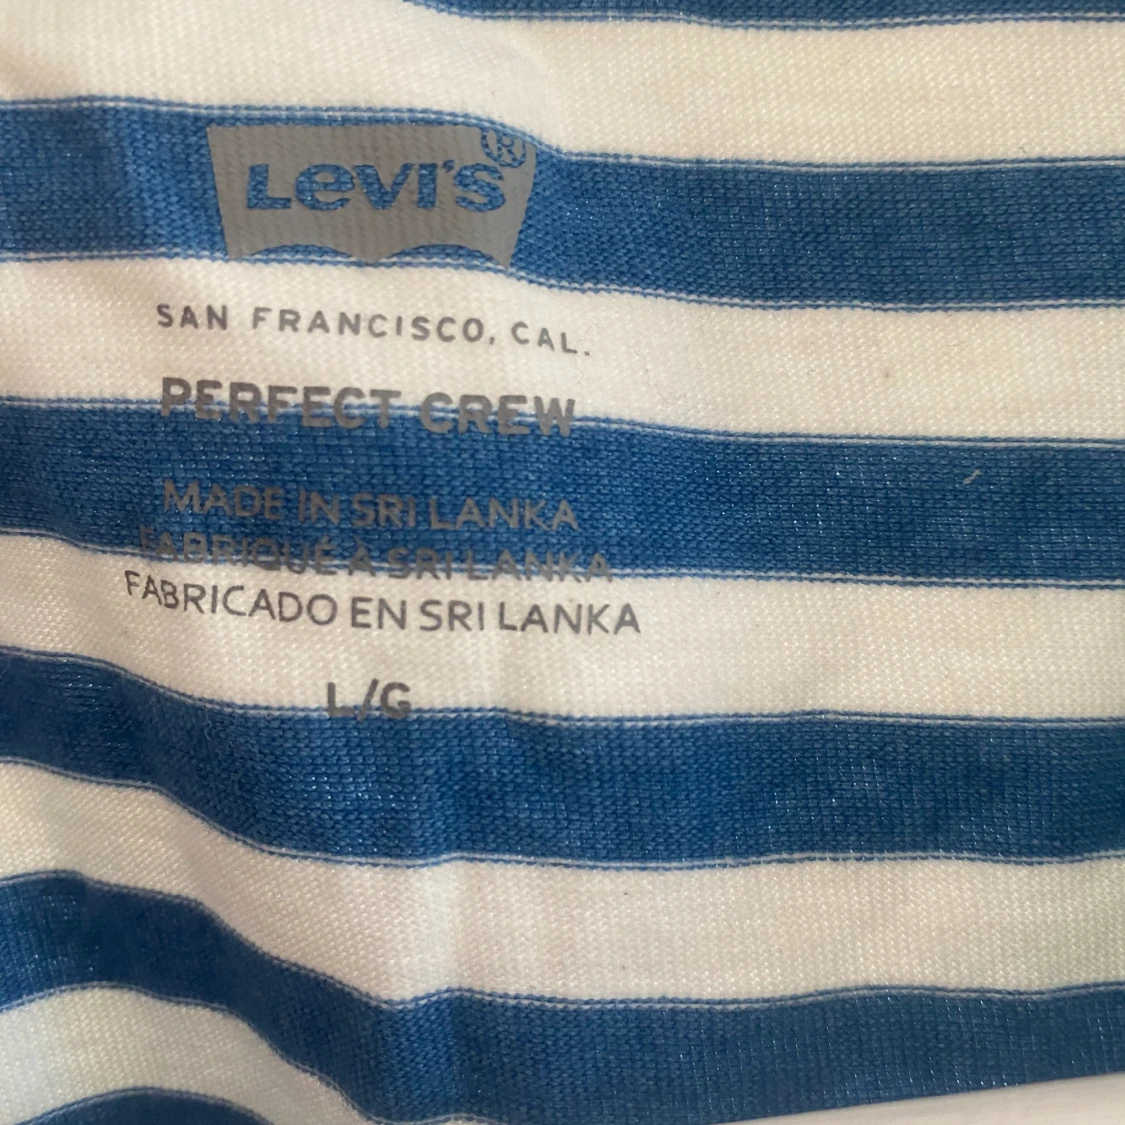 Levi's®
SAN FRANCISCO, CAL.
PERFECT CREW
MADE IN SRI LANKA
FABRIQUÉ À SRI LANKA
FABRICADO EN SRI LANKA
L/G